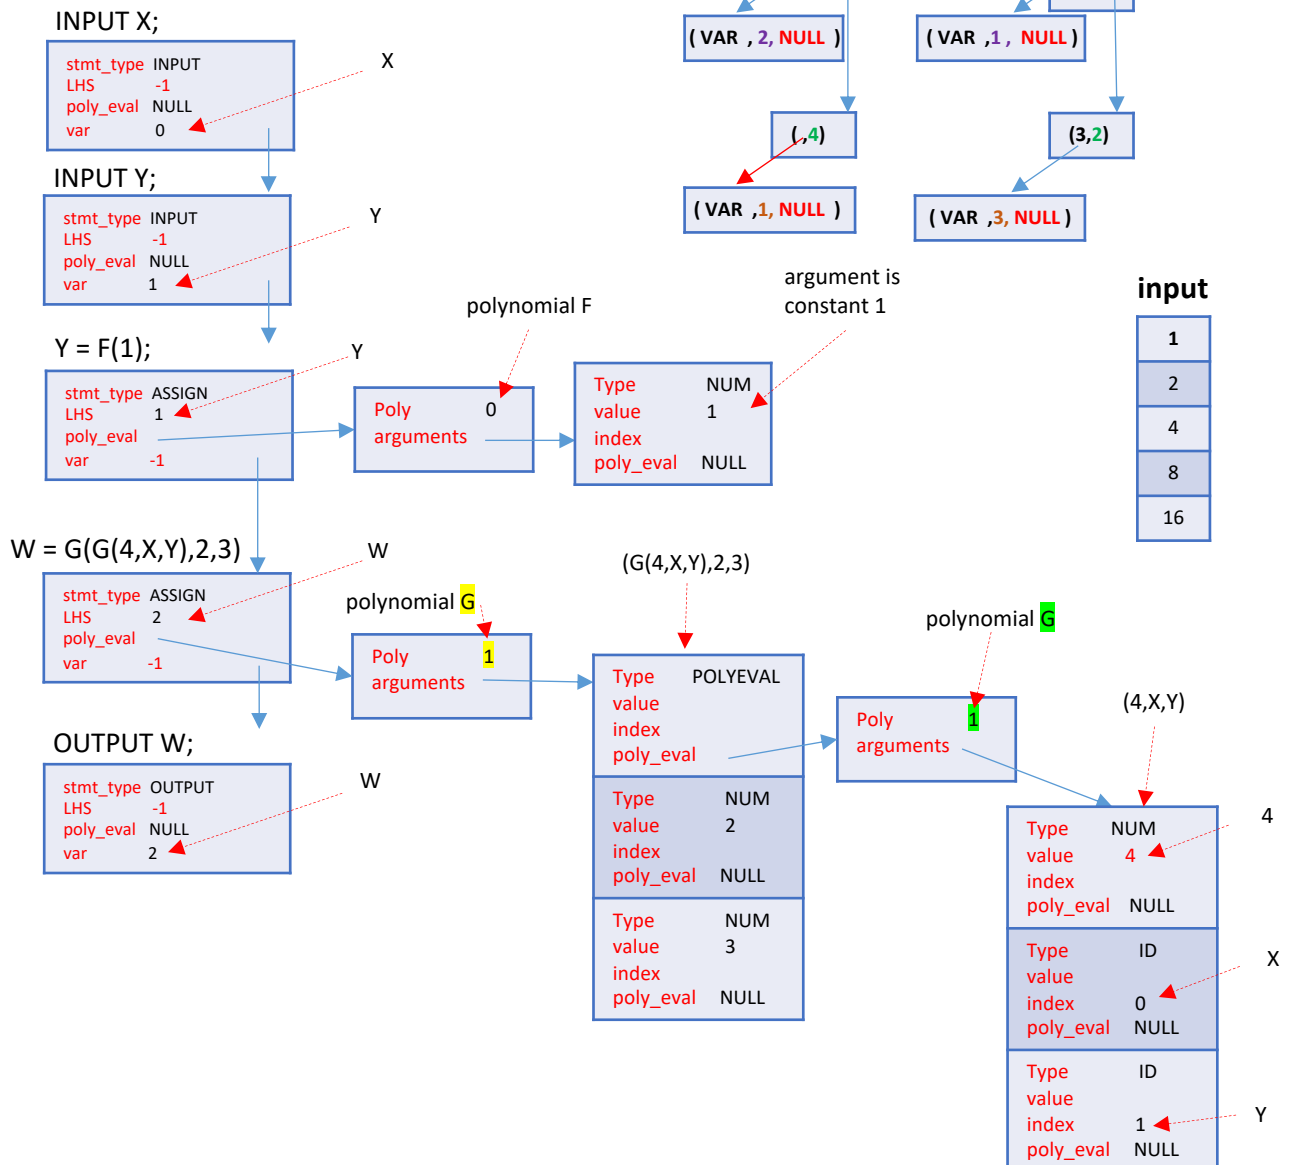 INPUT X;
stmt_type INPUT
LHS -1
poly_eval NULL
var 0
X
( VAR , 2, NULL )
( VAR ,1 , NULL )
( ,4)
(3,2)
( VAR ,1, NULL )
( VAR ,3, NULL )
INPUT Y;
stmt_type INPUT
LHS -1
poly_eval NULL
var 1
Y
Y = F(1);
stmt_type ASSIGN
LHS 1
poly_eval
var -1
Y
polynomial F
Poly 0
arguments
argument is
constant 1
Type NUM
value 1
index
poly_eval NULL
input
1
2
4
8
16
W = G(G(4,X,Y),2,3)
stmt_type ASSIGN
LHS 2
poly_eval
var -1
W
polynomial G
Poly 1
arguments
(G(4,X,Y),2,3)
Type POLYEVAL
value
index
poly_eval
Type NUM
value 2
index
poly_eval NULL
Type NUM
value 3
index
poly_eval NULL
polynomial G
Poly 1
arguments
(4,X,Y)
Type NUM
value 4
index
poly_eval NULL
4
Type ID
value
index 0
poly_eval NULL
X
Type ID
value
index 1
poly_eval NULL
Y
OUTPUT W;
stmt_type OUTPUT
LHS -1
poly_eval NULL
var 2
W